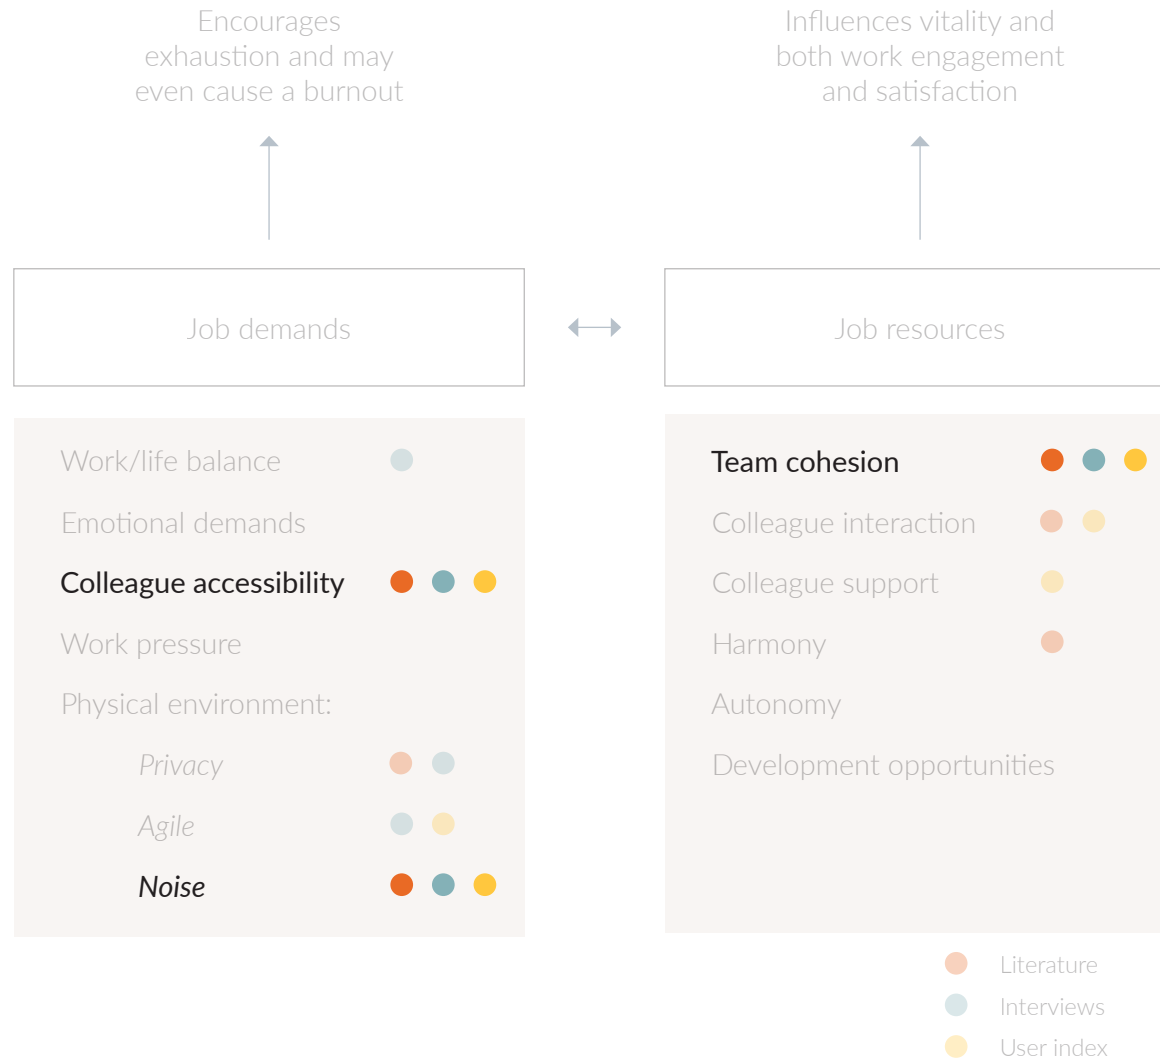 Encourages
exhaustion and may
even cause a burnout
Influences vitality and
both work engagement
and satisfaction
Job demands
Job resources
Work/life balance
Emotional demands
Colleague accessibility
Work pressure
Physical environment:
Privacy
Agile
Noise
Team cohesion
Colleague interaction
Colleague support
Harmony
Autonomy
Development opportunities
Literature
Interviews
User index